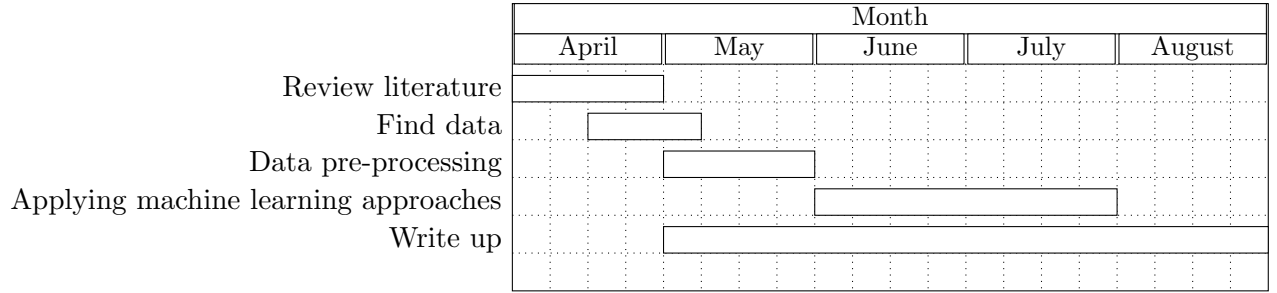 Month
April May June July August
Review literature
Find data
Data pre-processing
Applying machine learning approaches
Write up